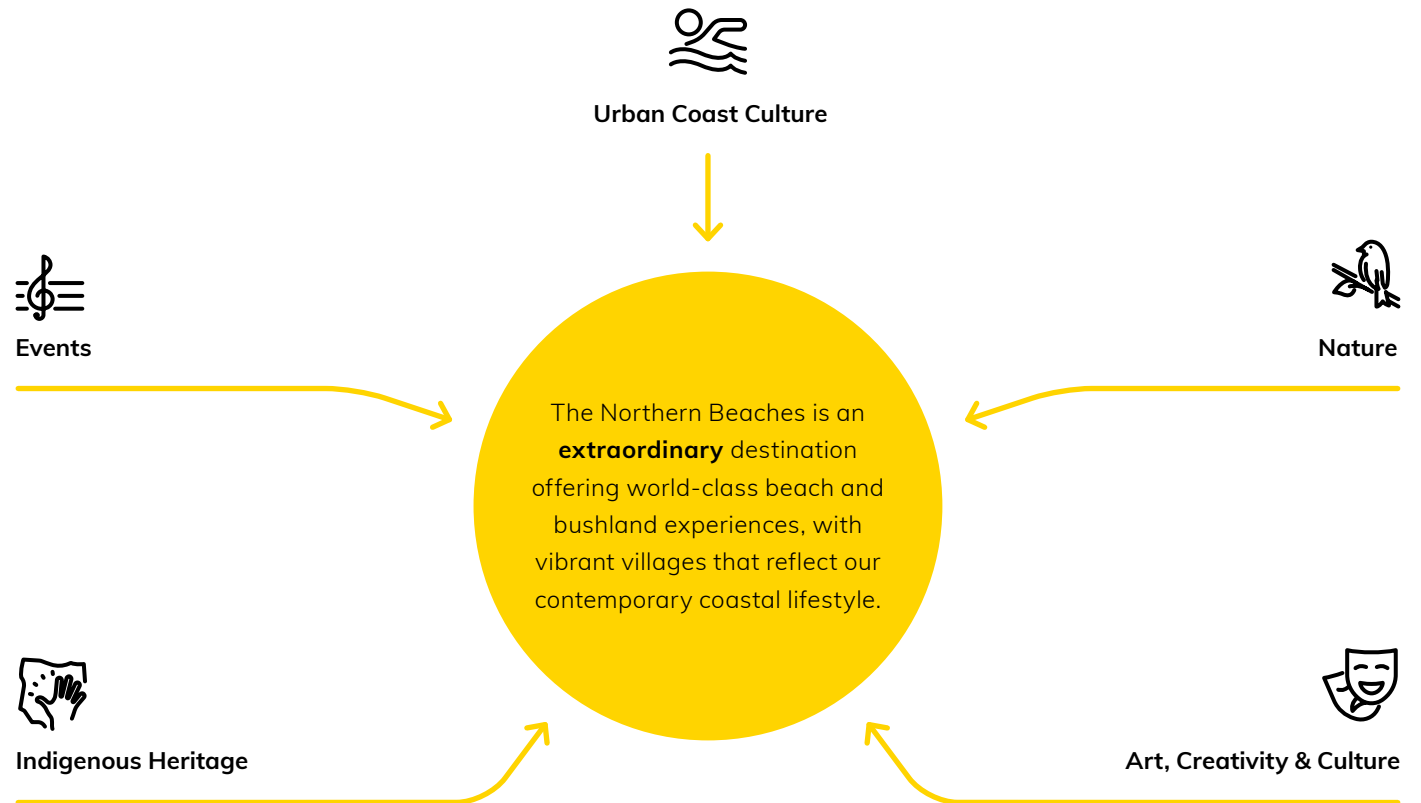 Urban Coast Culture
Events
Nature
The Northern Beaches is an
extraordinary destination
offering world-class beach and
bushland experiences, with
vibrant villages that reflect our
contemporary coastal lifestyle.
Indigenous Heritage
Art, Creativity & Culture